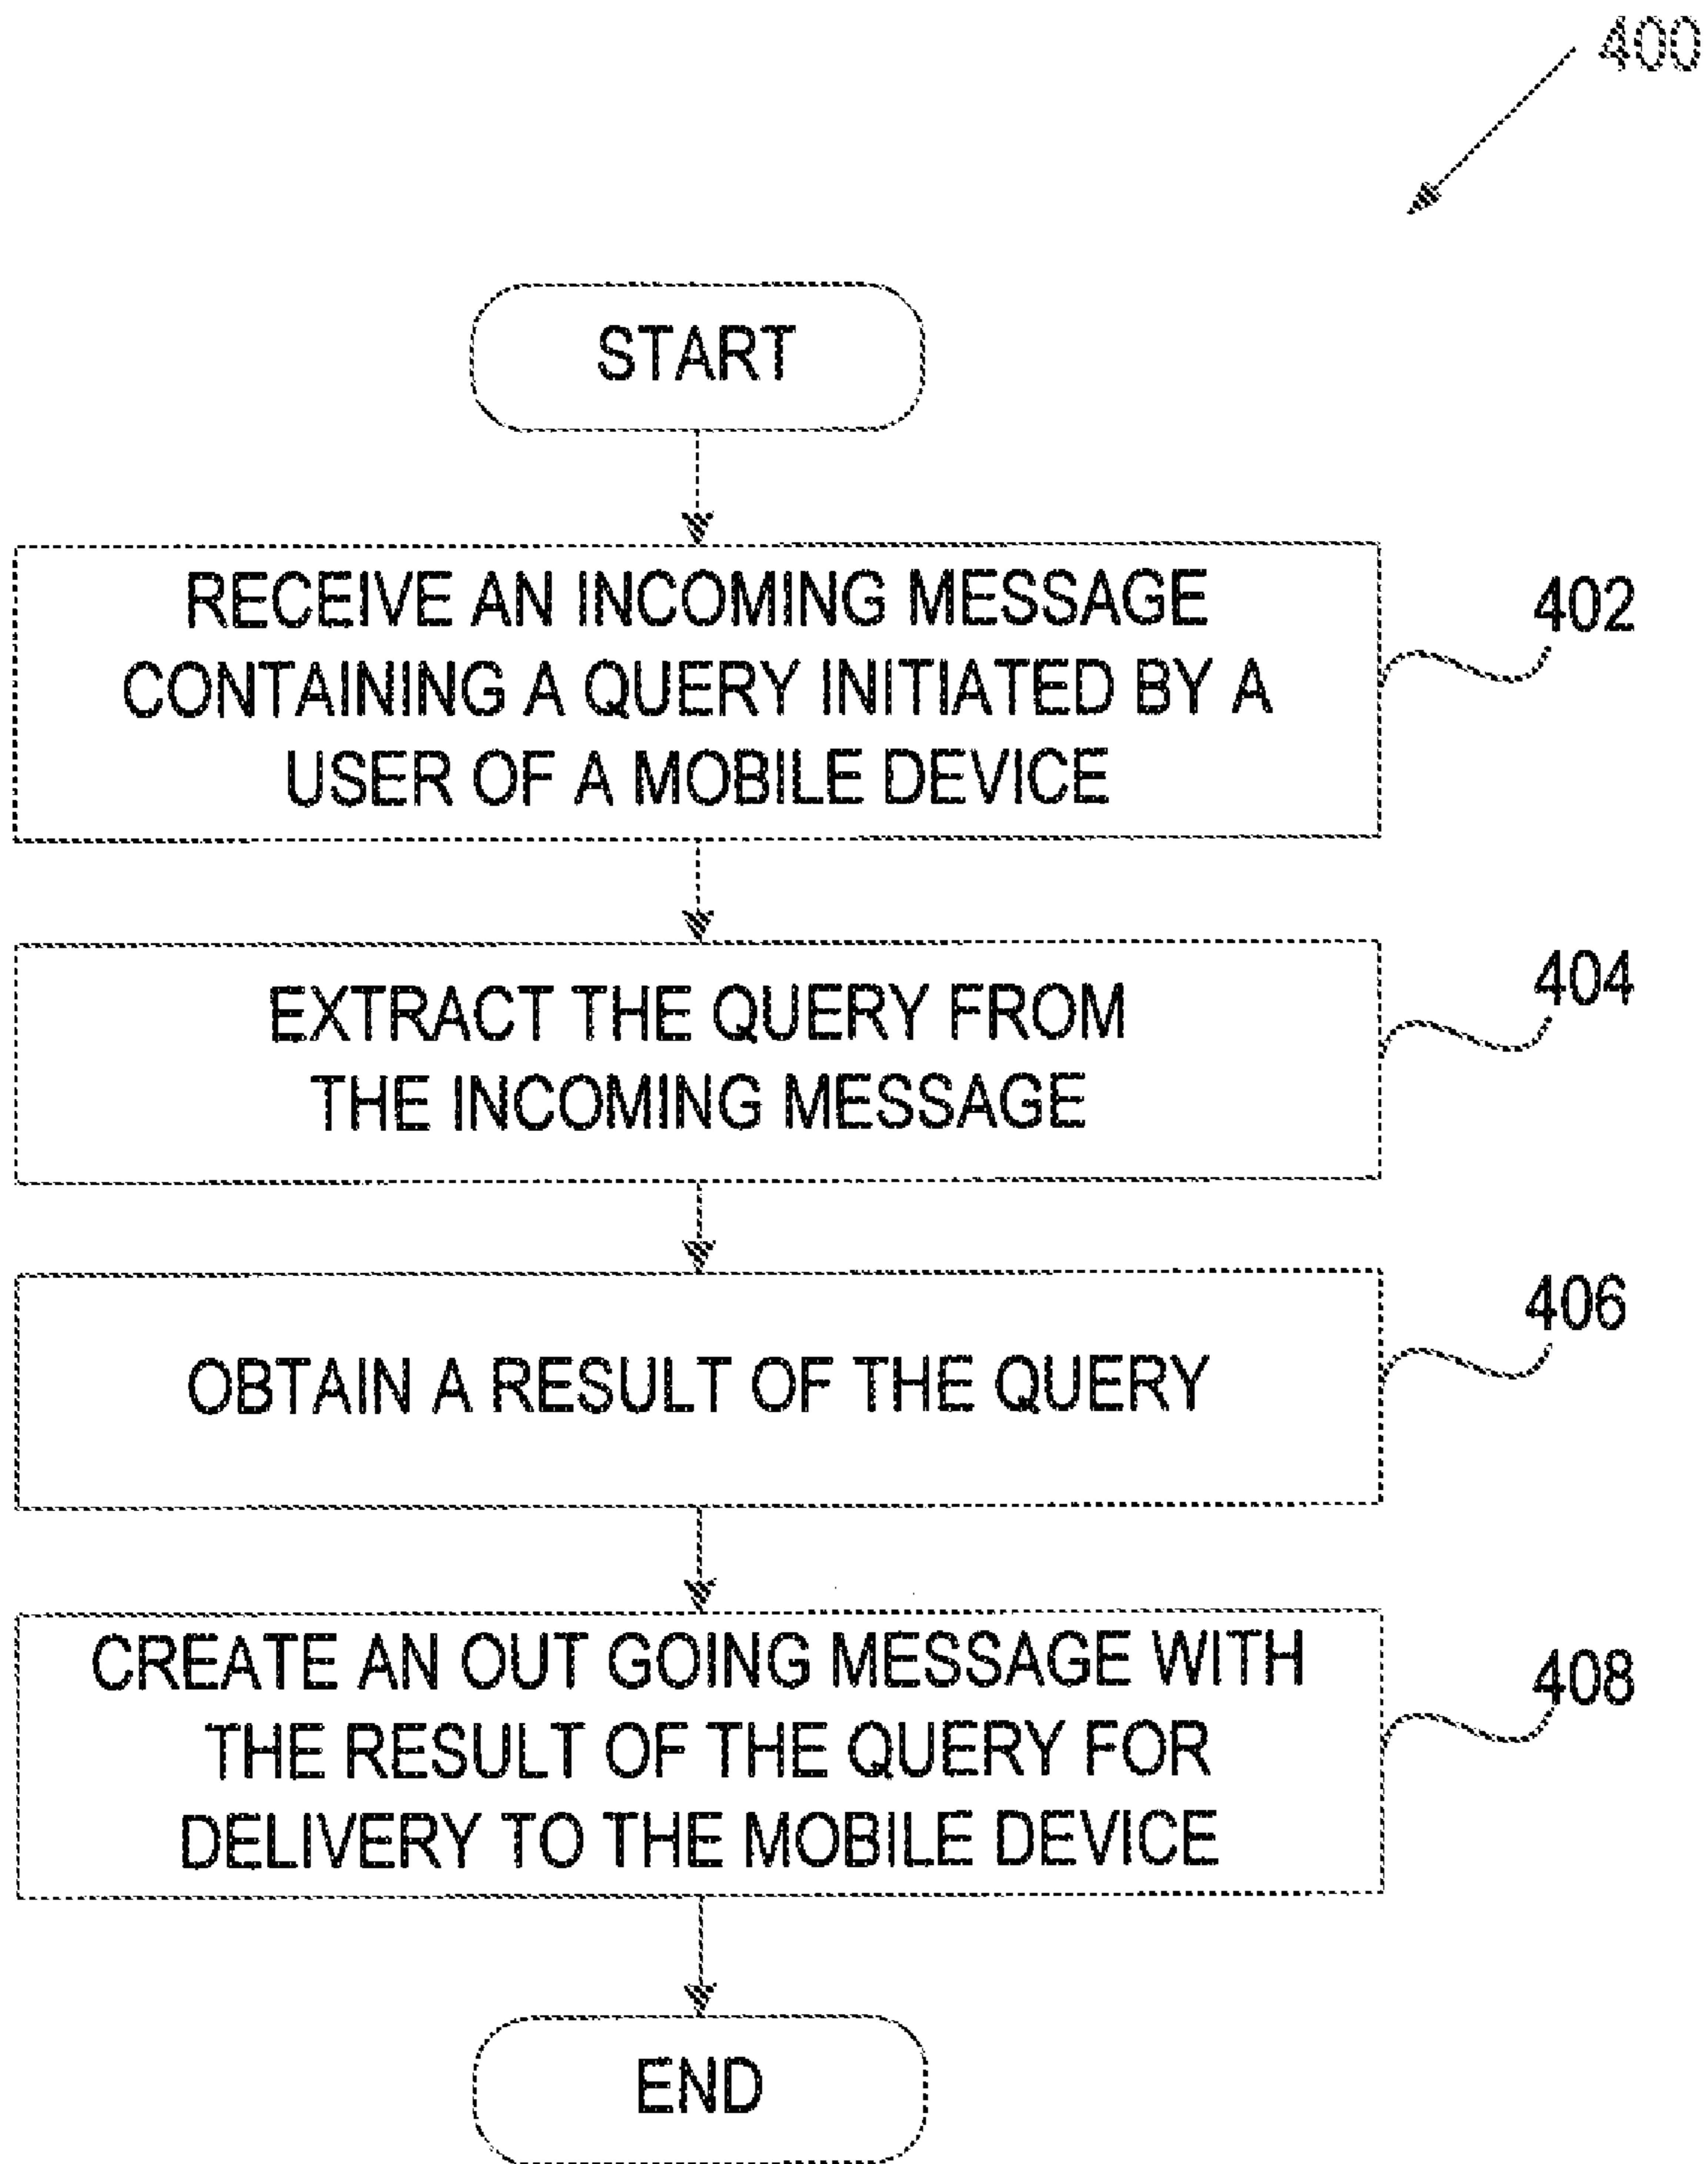 400
START
RECEIVE AN INCOMING MESSAGE
CONTAINING A QUERY INITIATED BY A
USER OF A MOBILE DEVICE
402
EXTRACT THE QUERY FROM
THE INCOMING MESSAGE
404
OBTAIN A RESULT OF THE QUERY
406
CREATE AN OUT GOING MESSAGE WITH
THE RESULT OF THE QUERY FOR
DELIVERY TO THE MOBILE DEVICE
408
END